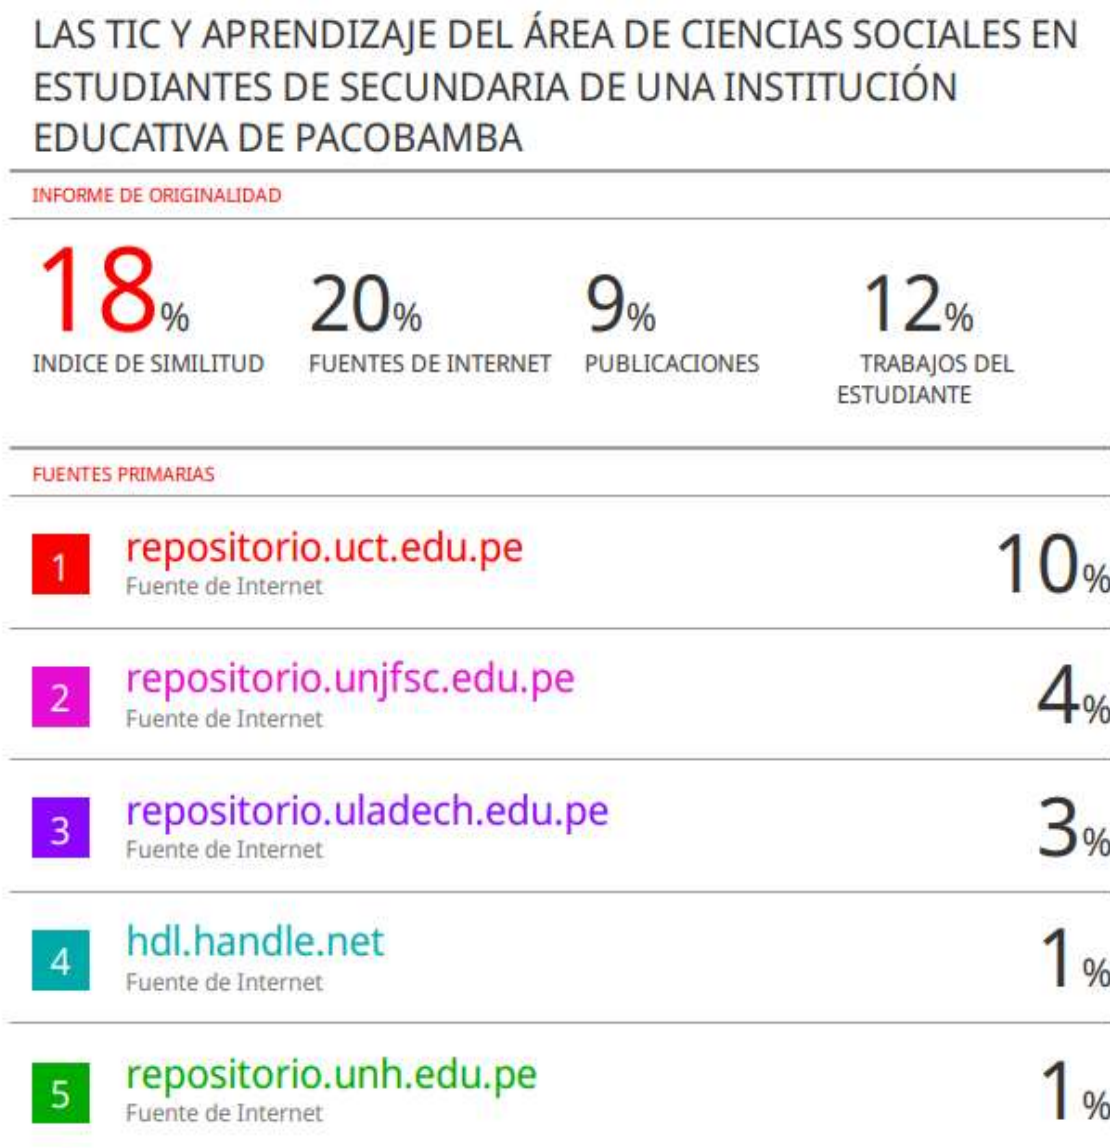 LAS TIC Y APRENDIZAJE DEL ÁREA DE CIENCIAS SOCIALES EN
ESTUDIANTES DE SECUNDARIA DE UNA INSTITUCIÓN
EDUCATIVA DE PACOBAMBA
INFORME DE ORIGINALIDAD
18% 20% 9% 12%
INDICE DE SIMILITUD FUENTES DE INTERNET PUBLICACIONES TRABAJOS DEL
ESTUDIANTE
FUENTES PRIMARIAS
1 repositorio.uct.edu.pe 10%
Fuente de Internet
2 repositorio.unjfsc.edu.pe 4%
Fuente de Internet
3 repositorio.uladech.edu.pe 3%
Fuente de Internet
4 hdl.handle.net 1%
Fuente de Internet
5 repositorio.unh.edu.pe 1%
Fuente de Internet